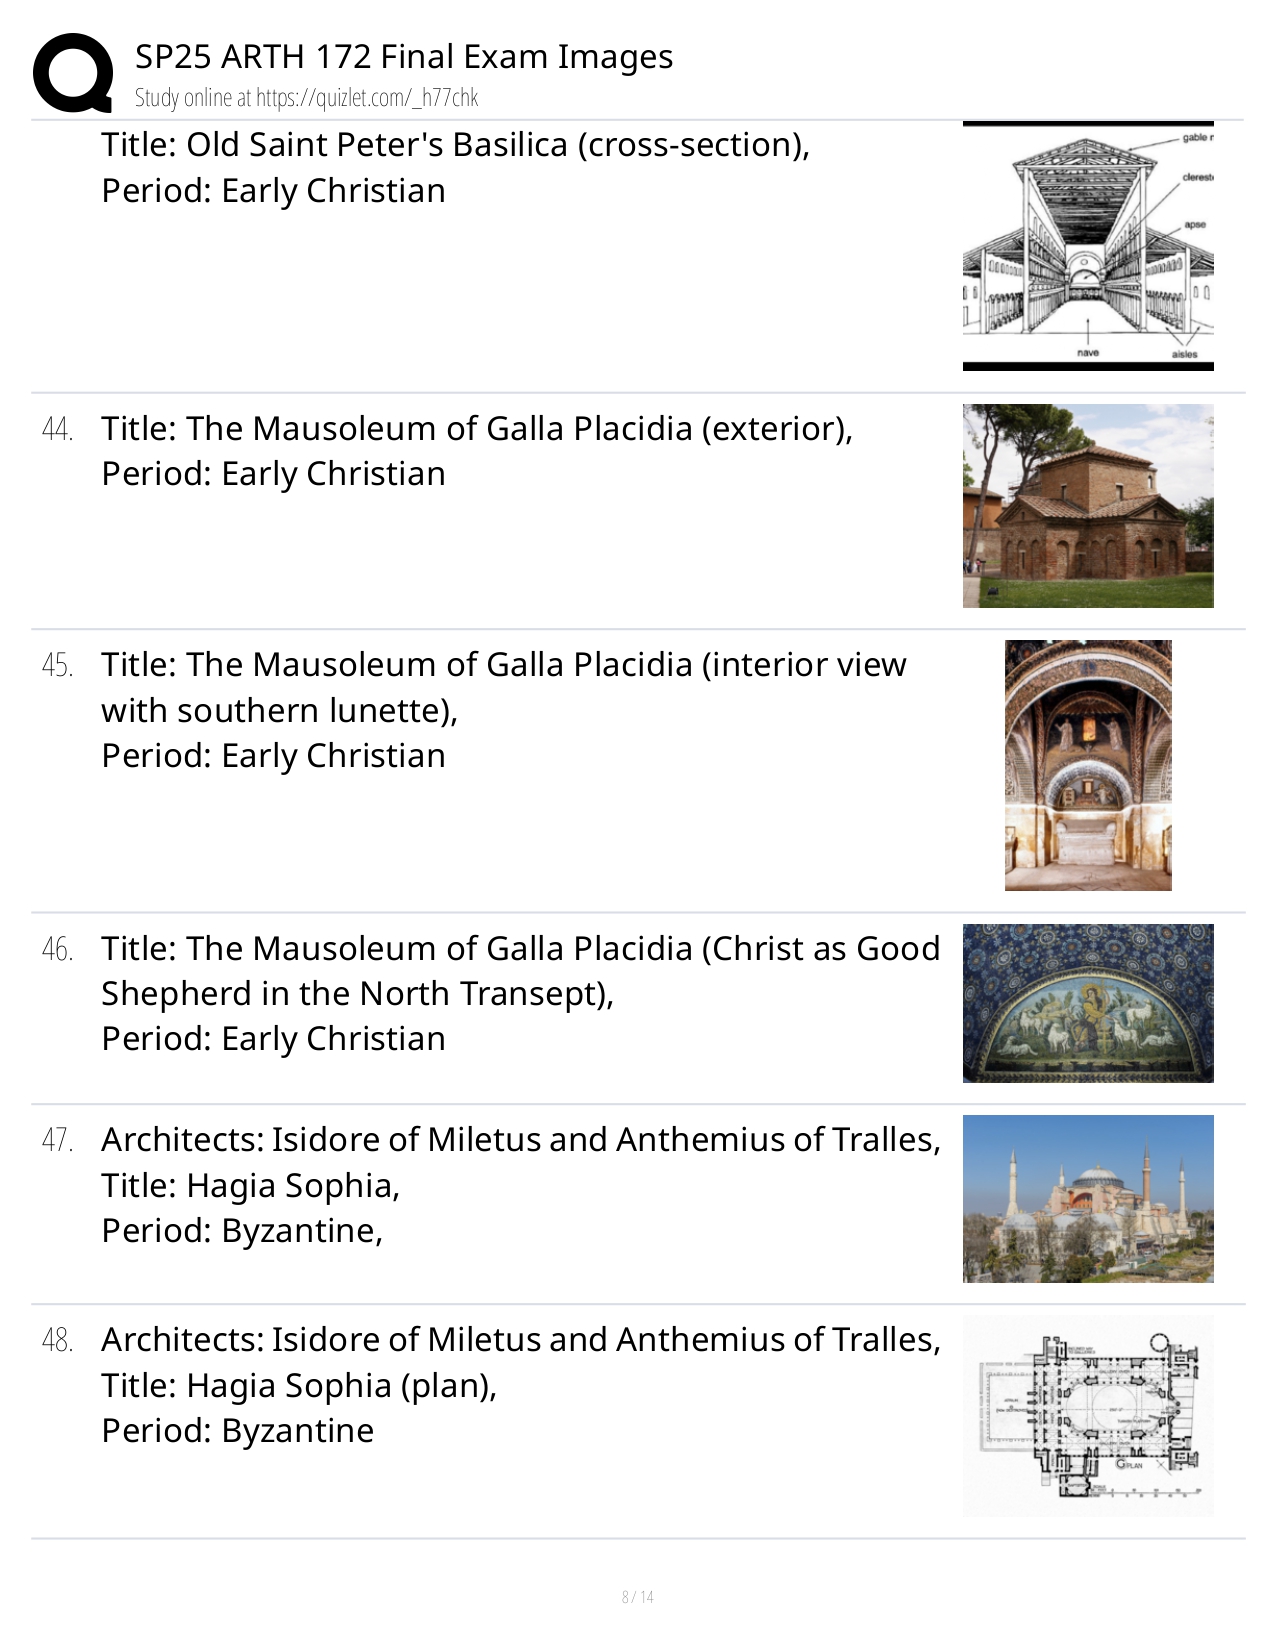 SP25 ARTH 172 Final Exam Images
Study online at https://quizlet.com/_h77chk
Title: Old Saint Peter's Basilica (cross-section),
Period: Early Christian
gable r
clerest
apse
nave
aisles
44. Title: The Mausoleum of Galla Placidia (exterior),
Period: Early Christian
45. Title: The Mausoleum of Galla Placidia (interior view
with southern lunette),
Period: Early Christian
46. Title: The Mausoleum of Galla Placidia (Christ as Good
Shepherd in the North Transept),
Period: Early Christian
47. Architects: Isidore of Miletus and Anthemius of Tralles,
Title: Hagia Sophia,
Period: Byzantine,
48. Architects: Isidore of Miletus and Anthemius of Tralles,
Title: Hagia Sophia (plan),
Period: Byzantine
PLAN
8 / 14